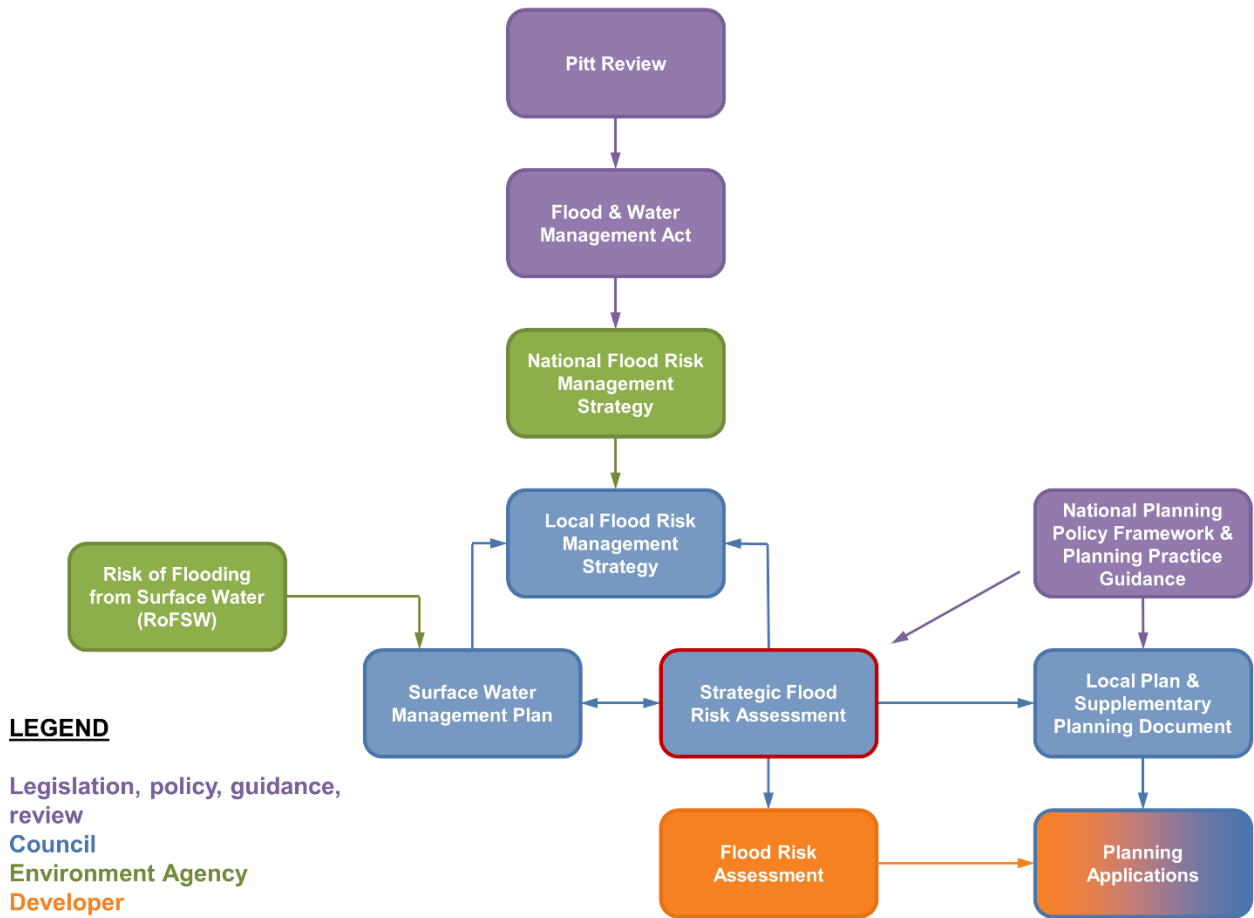 Pitt Review
Flood & Water
Management Act
National Flood Risk
Management
Strategy
Local Flood Risk
Management
Strategy
National Planning
Policy Framework &
Planning Practice
Guidance
Risk of Flooding
from Surface Water
(RoFSW)
Surface Water
Management Plan
Strategic Flood
Risk Assessment
Local Plan &
Supplementary
Planning Document
LEGEND
Legislation, policy, guidance,
review
Council
Environment Agency
Developer
Flood Risk
Assessment
Planning
Applications